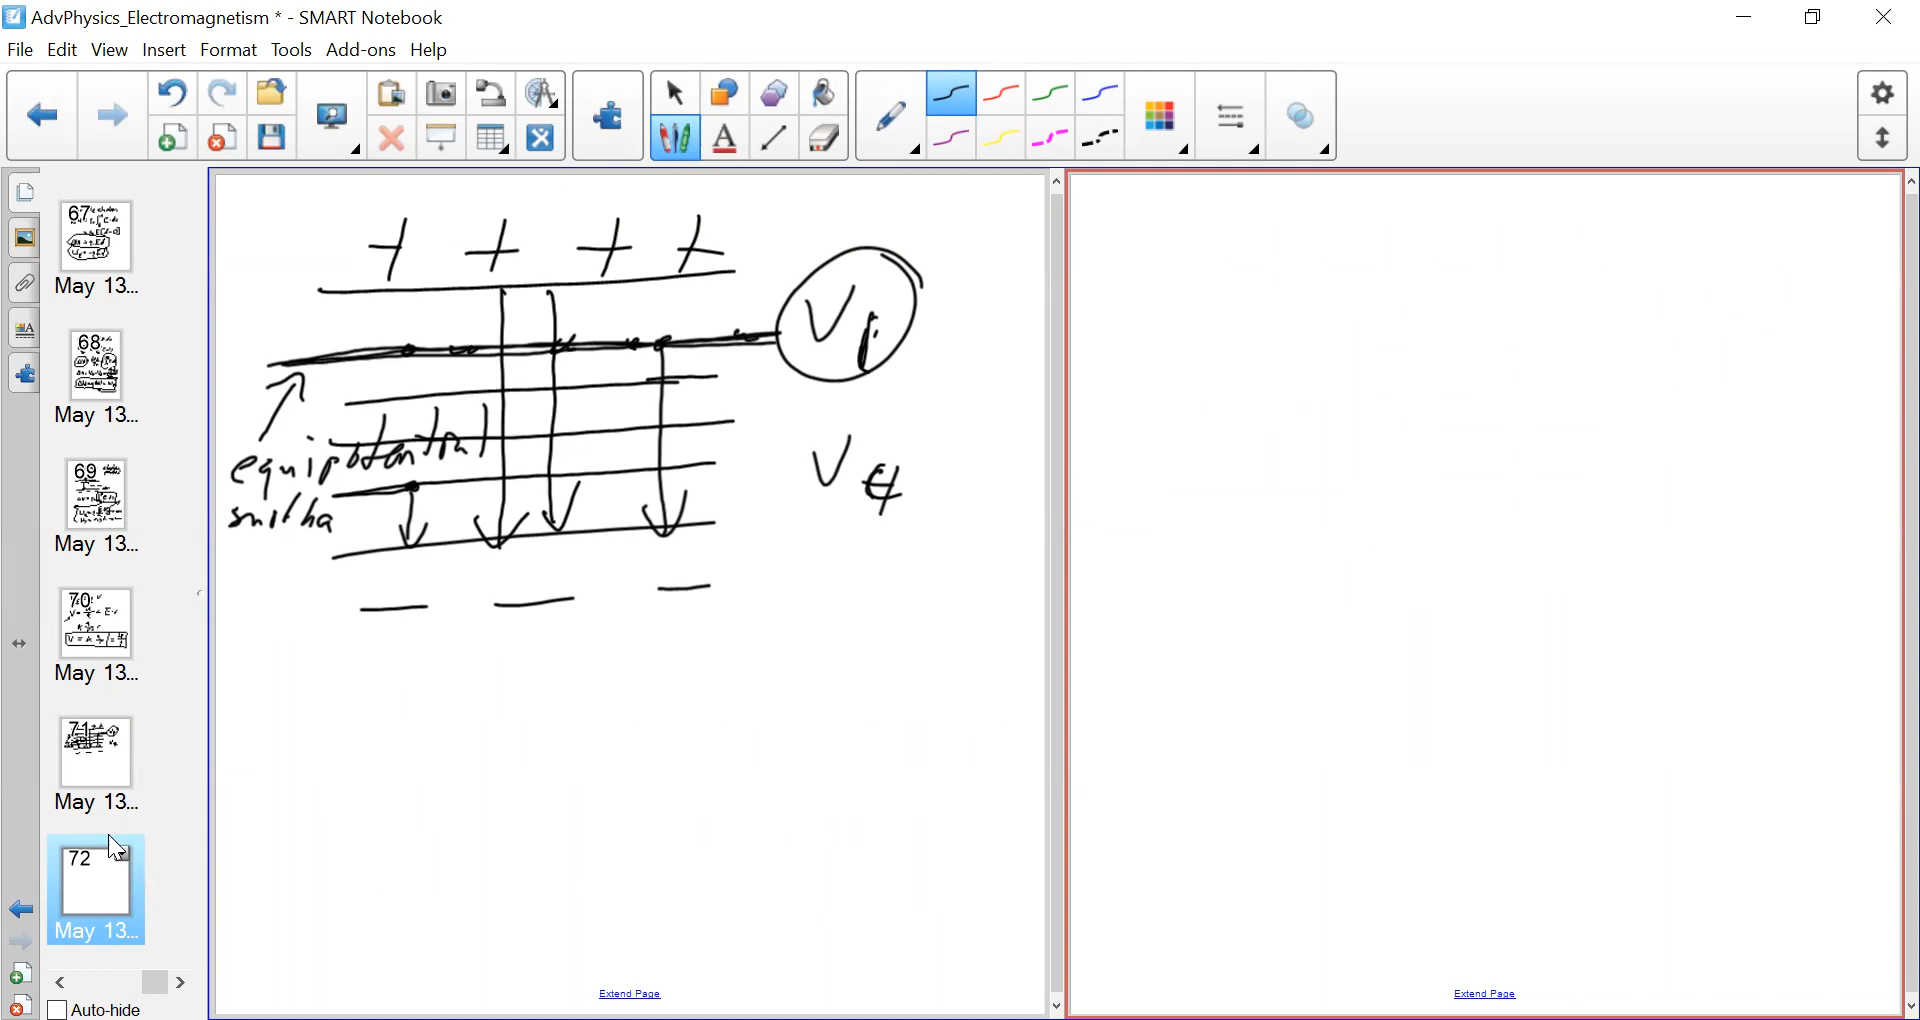 AdvPhysics_Electromagnetism * - SMART Notebook
File Edit View Insert Format Tools Add-ons Help
67
May 13...
68
May 13...
69
May 13...
70
May 13...
71
May 13...
72
May 13...
Auto-hide
+ + + +
V
equipotential
V
— — —
Extend Page
Extend Page